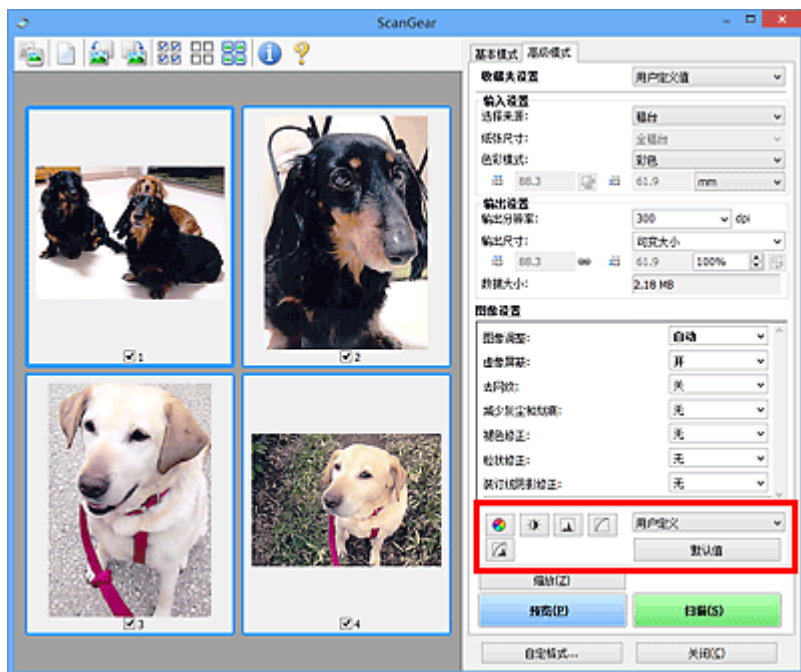 ScanGear
基本模式 高级模式
收藏夹设置 用户定义值
输入设置
选择来源: 稿台
纸张尺寸: 全稿台
色彩模式: 彩色
88.3 61.9 mm
输出设置
输出分辨率: 300 dpi
输出尺寸: 可变大小
88.3 61.9 100%
数据大小: 2.18 MB
图像设置
图像调整: 自动
虚像屏蔽: 开
去网纹: 关
减少灰尘和划痕: 无
褪色修正: 无
粒状修正: 无
装订线阴影修正: 无
用户定义
默认值
缩放(Z)
预览(P) 扫描(S)
自定模式... 关闭(C)
1
2
3
4